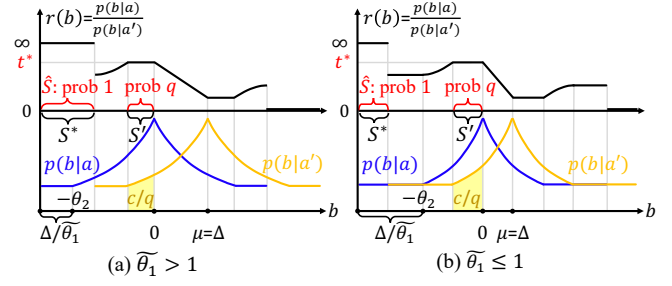 r(b)=p(b|a)/p(b|a′)
∞
t*
Ŝ: prob 1
prob q
0
S*
S′
p(b|a)
p(b|a′)
−θ₂
c/q
b
Δ/θ̃₁
0
μ=Δ
(a) θ̃₁ > 1
r(b)=p(b|a)/p(b|a′)
∞
t*
Ŝ: prob 1
prob q
0
S*
S′
p(b|a)
p(b|a′)
−θ₂
c/q
b
Δ/θ̃₁
0
μ=Δ
(b) θ̃₁ ≤ 1